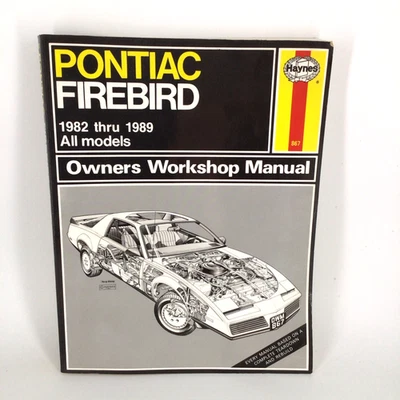 PONTIAC
FIREBIRD
Haynes
1982 thru 1989
All models
867
Owners Workshop Manual
OWM
867
EVERY MANUAL BASED ON A
COMPLETE TEARDOWN
AND REBUILD